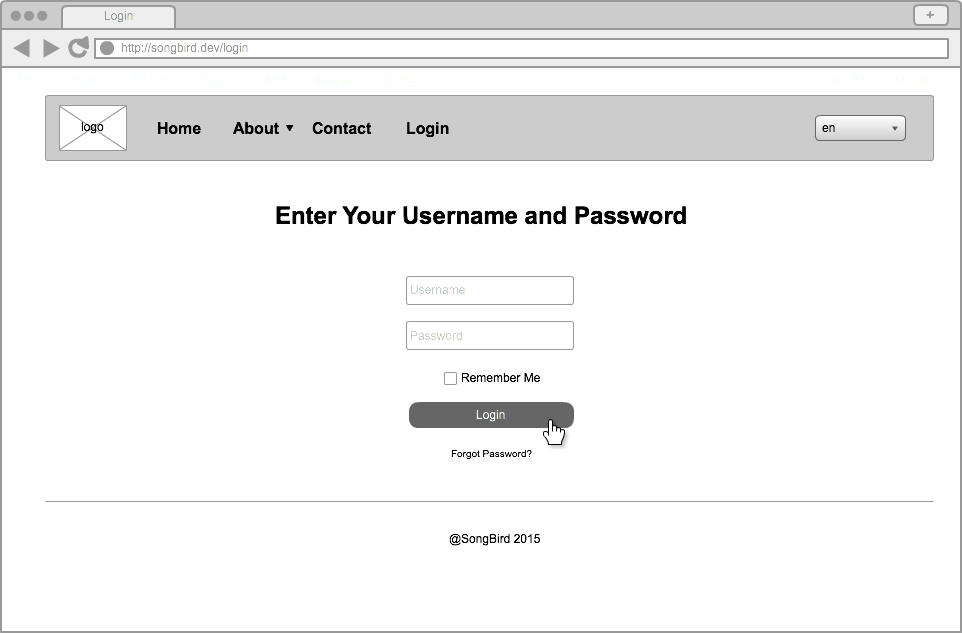 Login
+
http://songbird.dev/login
logo Home About ▼ Contact Login en
Enter Your Username and Password
Username
Password
Remember Me
Login
Forgot Password?
@SongBird 2015